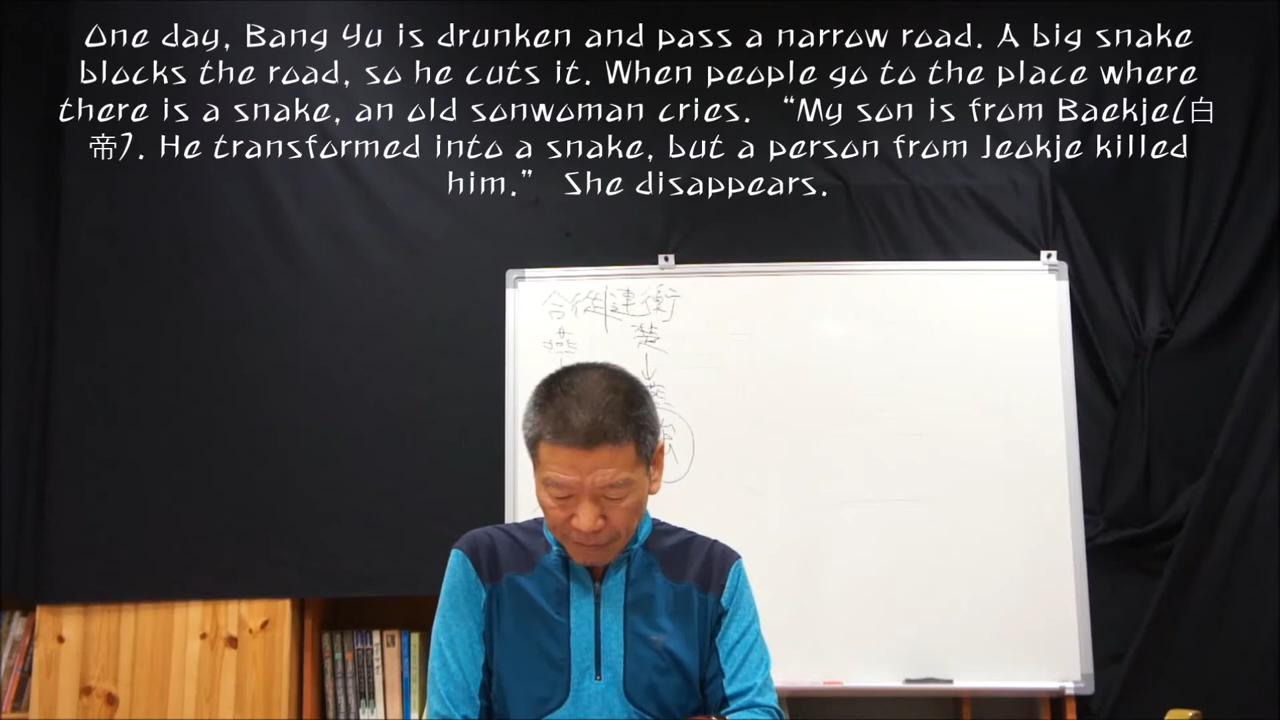 One day, Bang Yu is drunken and pass a narrow road. A big snake
blocks the road, so he cuts it. When people go to the place where
there is a snake, an old sonwoman cries. “My son is from Baekje(白
帝). He transformed into a snake, but a person from Jeokje killed
him.” She disappears.
合從 連衡
燕 楚